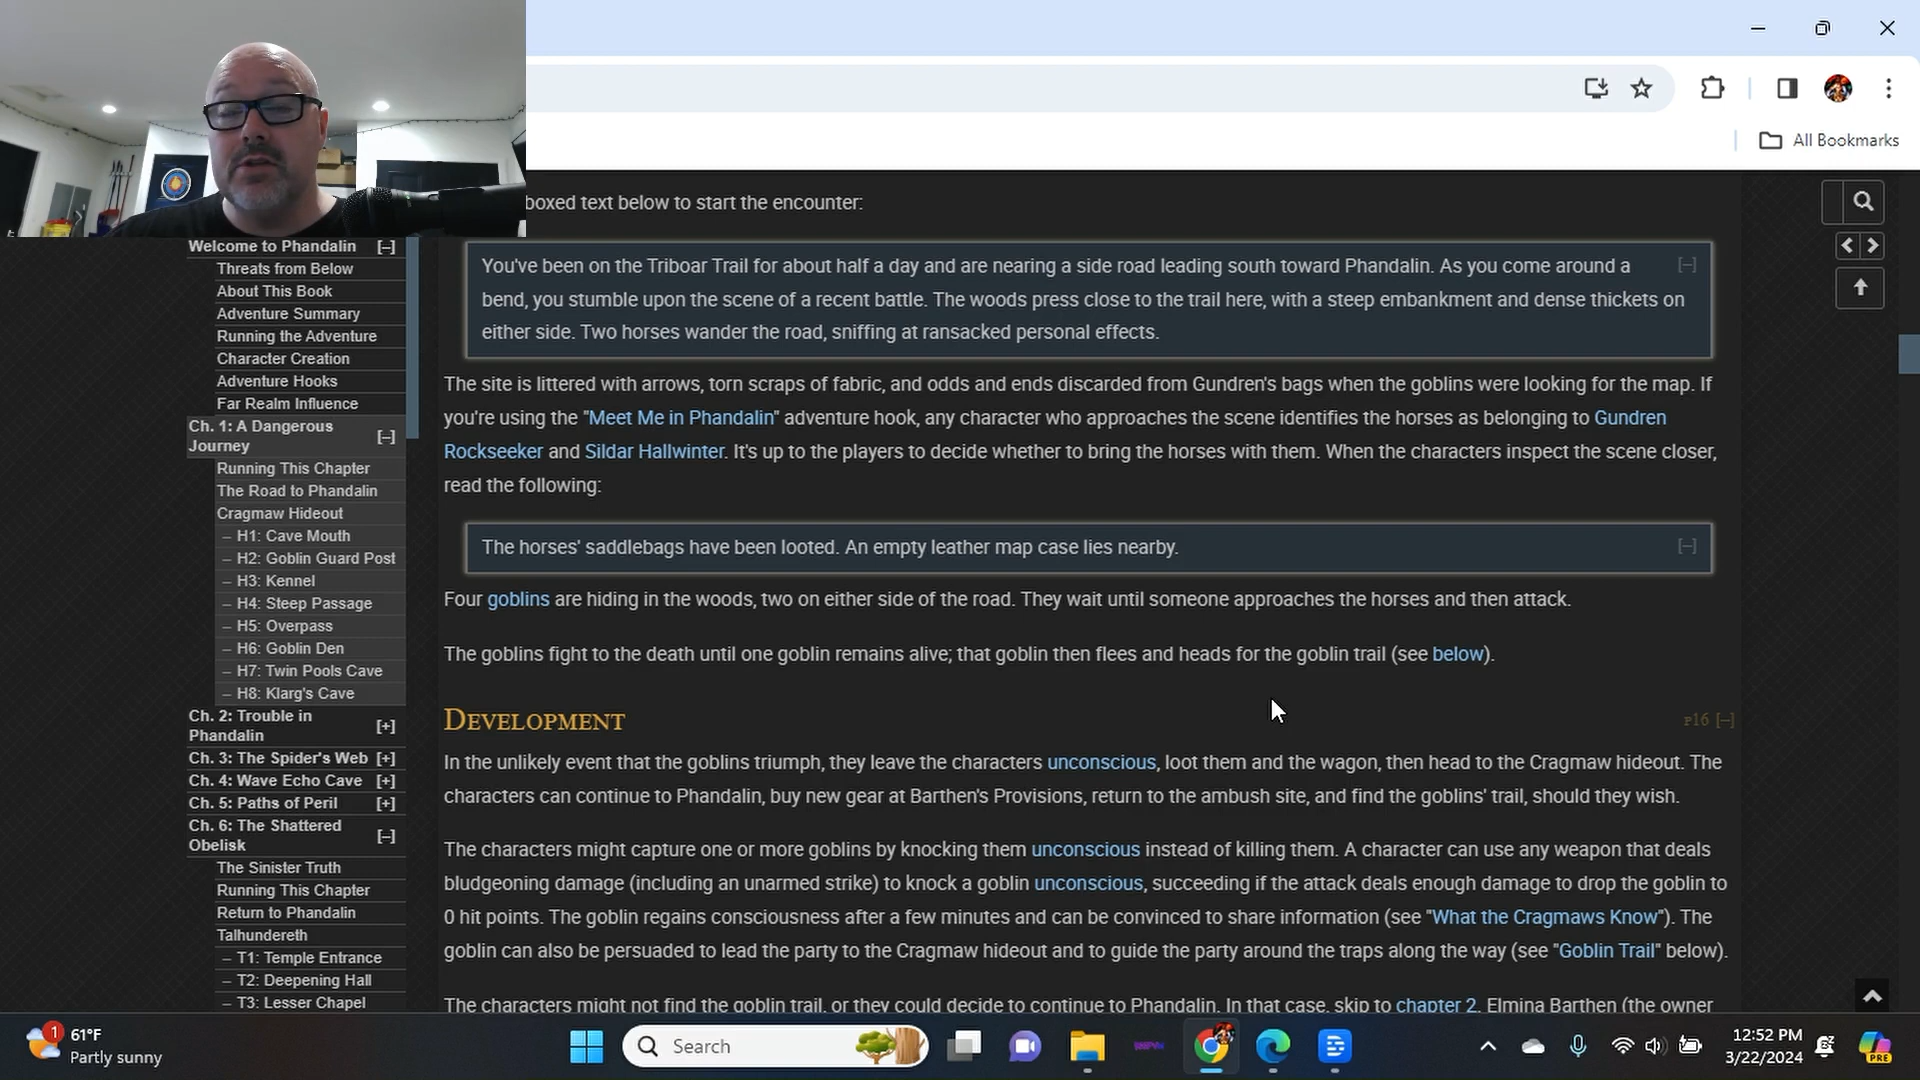 All Bookmarks
boxed text below to start the encounter:
You've been on the Triboar Trail for about half a day and are nearing a side road leading south toward Phandalin. As you come around a
[–]
bend, you stumble upon the scene of a recent battle. The woods press close to the trail here, with a steep embankment and dense thickets on
either side. Two horses wander the road, sniffing at ransacked personal effects.
The site is littered with arrows, torn scraps of fabric, and odds and ends discarded from Gundren's bags when the goblins were looking for the map. If
you're using the "Meet Me in Phandalin" adventure hook, any character who approaches the scene identifies the horses as belonging to Gundren
Rockseeker and Sildar Hallwinter. It's up to the players to decide whether to bring the horses with them. When the characters inspect the scene closer,
read the following:
The horses' saddlebags have been looted. An empty leather map case lies nearby.
[–]
Four goblins are hiding in the woods, two on either side of the road. They wait until someone approaches the horses and then attack.
The goblins fight to the death until one goblin remains alive; that goblin then flees and heads for the goblin trail (see below).
Development
p16 [–]
In the unlikely event that the goblins triumph, they leave the characters unconscious, loot them and the wagon, then head to the Cragmaw hideout. The
characters can continue to Phandalin, buy new gear at Barthen's Provisions, return to the ambush site, and find the goblins' trail, should they wish.
The characters might capture one or more goblins by knocking them unconscious instead of killing them. A character can use any weapon that deals
bludgeoning damage (including an unarmed strike) to knock a goblin unconscious, succeeding if the attack deals enough damage to drop the goblin to
0 hit points. The goblin regains consciousness after a few minutes and can be convinced to share information (see "What the Cragmaws Know"). The
goblin can also be persuaded to lead the party to the Cragmaw hideout and to guide the party around the traps along the way (see "Goblin Trail" below).
The characters might not find the goblin trail, or they could decide to continue to Phandalin. In that case, skip to chapter 2. Elmina Barthen (the owner
Welcome to Phandalin [–]
Threats from Below
About This Book
Adventure Summary
Running the Adventure
Character Creation
Adventure Hooks
Far Realm Influence
Ch. 1: A Dangerous
Journey [–]
Running This Chapter
The Road to Phandalin
Cragmaw Hideout
– H1: Cave Mouth
– H2: Goblin Guard Post
– H3: Kennel
– H4: Steep Passage
– H5: Overpass
– H6: Goblin Den
– H7: Twin Pools Cave
– H8: Klarg's Cave
Ch. 2: Trouble in
Phandalin [+]
Ch. 3: The Spider's Web [+]
Ch. 4: Wave Echo Cave [+]
Ch. 5: Paths of Peril [+]
Ch. 6: The Shattered
Obelisk [–]
The Sinister Truth
Running This Chapter
Return to Phandalin
Talhundereth
– T1: Temple Entrance
– T2: Deepening Hall
– T3: Lesser Chapel
1
61°F
Partly sunny
Search
12:52 PM
3/22/2024
PRE